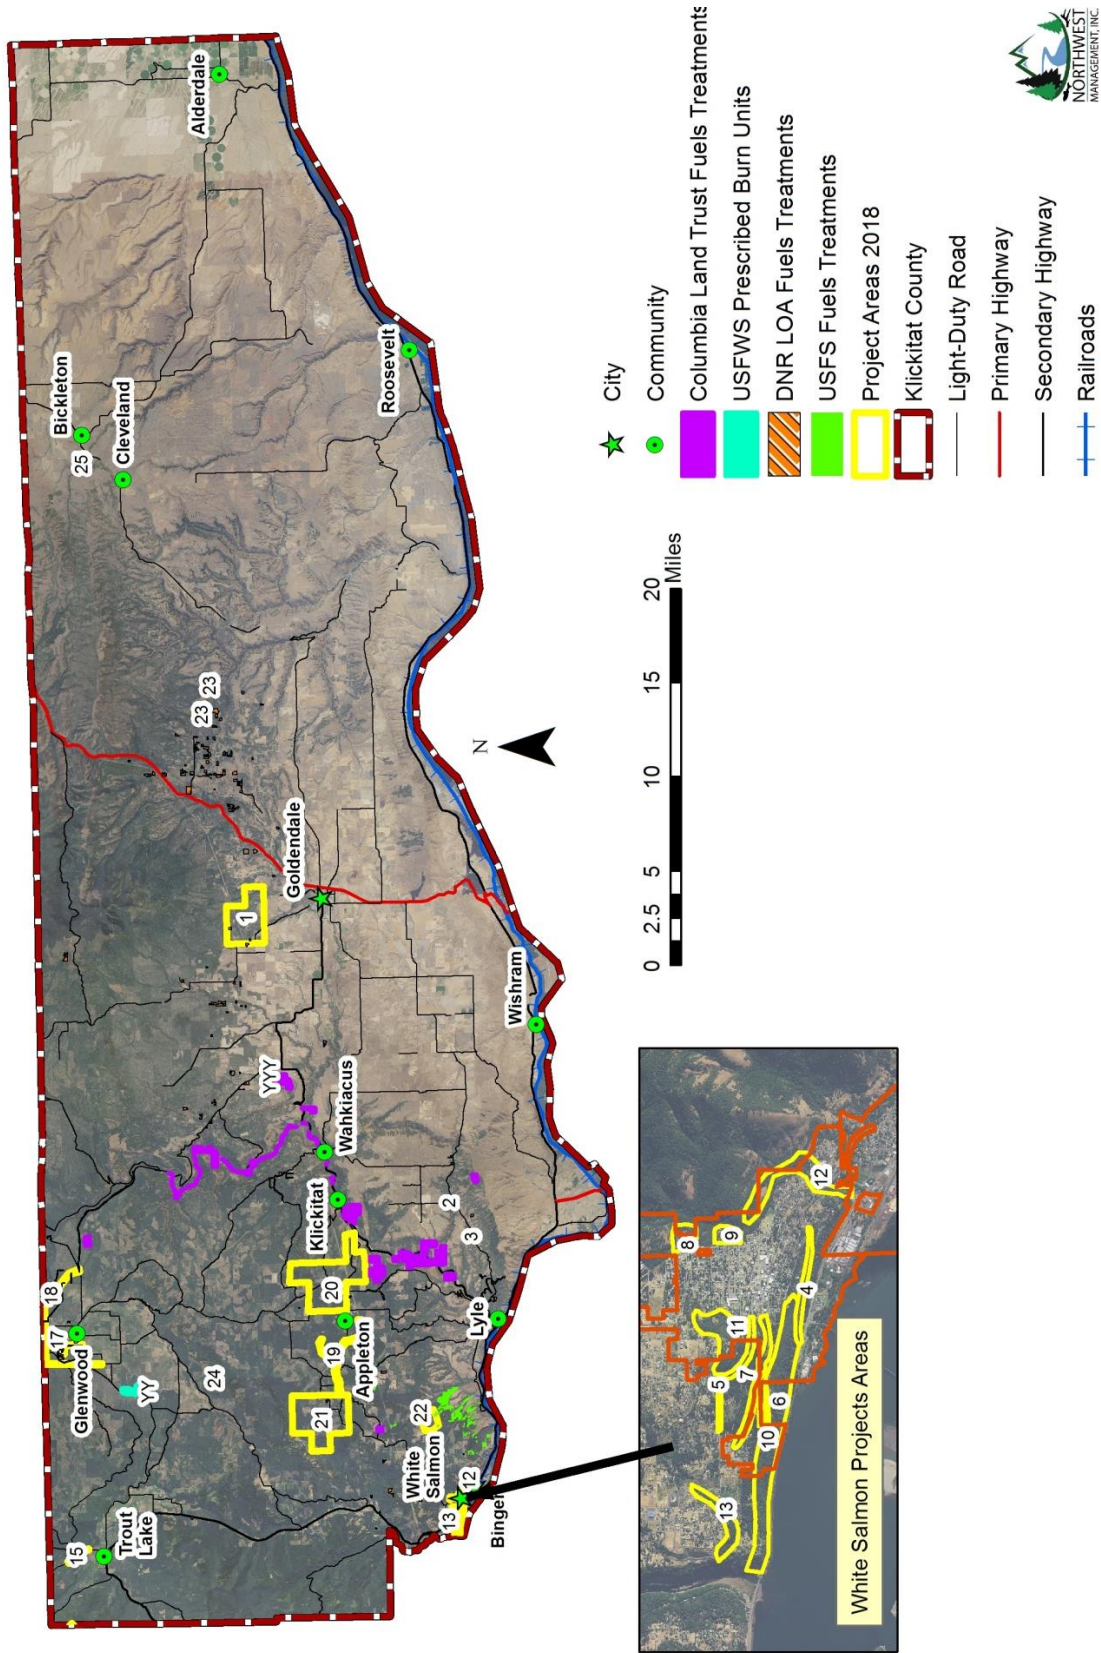 Alderdale
Bickleton
25
Cleveland
Roosevelt
23
23
Goldendale
1
Wishram
YYY
Wahkiacus
Klickitat
2
3
20
18
17
Glenwood
YY
24
19
Appleton
Lyle
21
22
White
Salmon
12
13
15
Trout
Lake
N
0
2.5
5
10
15
20
Miles
City
Community
Columbia Land Trust Fuels Treatments
USFWS Prescribed Burn Units
DNR LOA Fuels Treatments
USFS Fuels Treatments
Project Areas 2018
Klickitat County
Light-Duty Road
Primary Highway
Secondary Highway
Railroads
8
9
12
11
5
7
4
6
10
13
White Salmon Projects Areas
NORTHWEST
MANAGEMENT, INC.